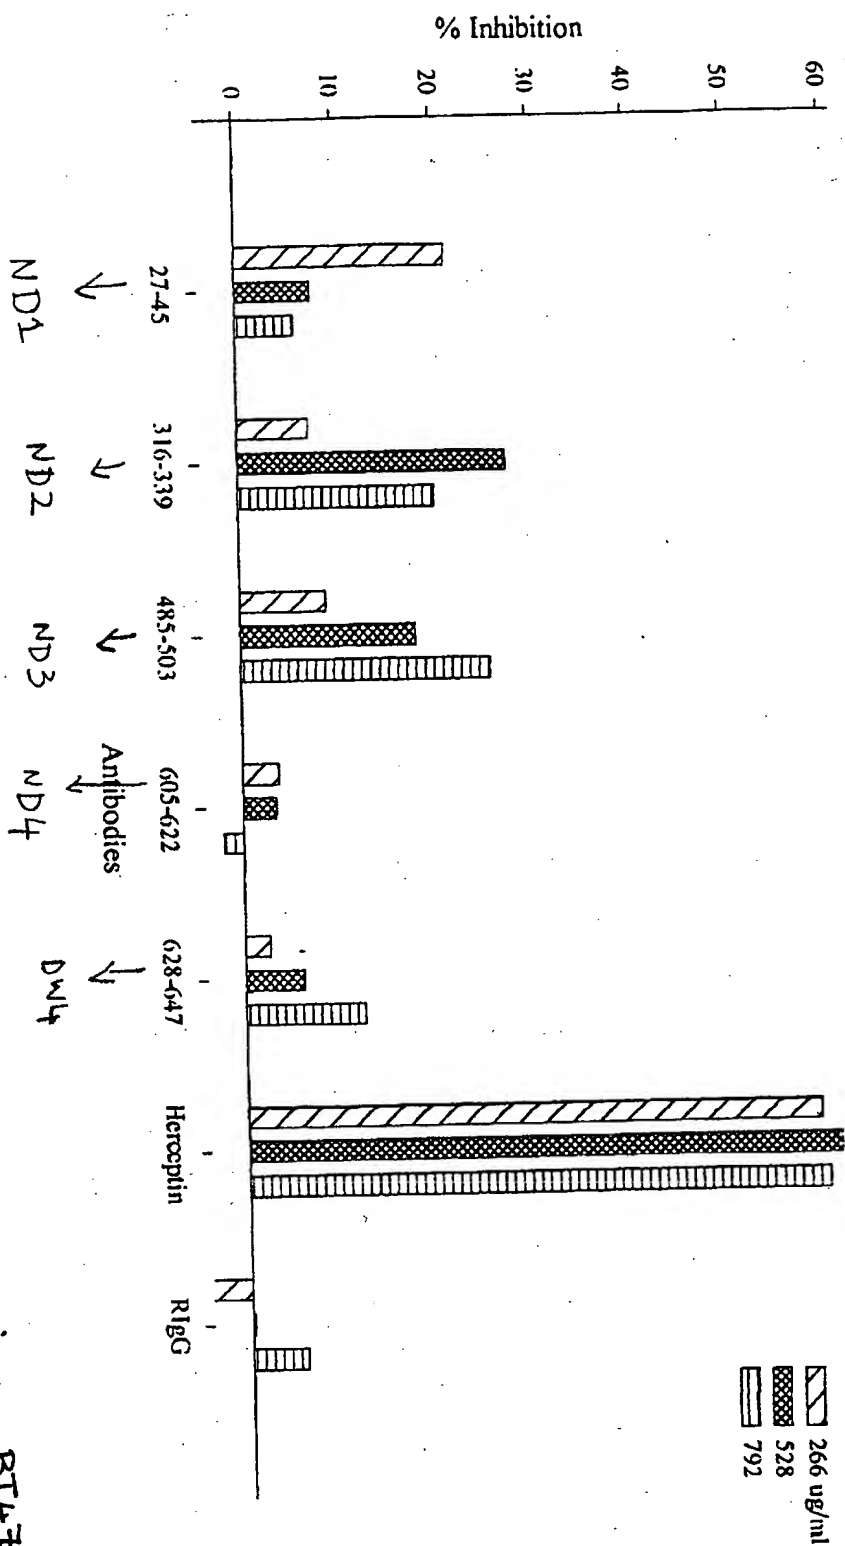 % Inhibition
60
50
40
30
20
10
0
266 ug/ml
528
792
27-45
316-339
485-503
605-622
628-647
Herceptin
RIgG
Antibodies
ND1
ND2
ND3
ND4
DW4
BT47